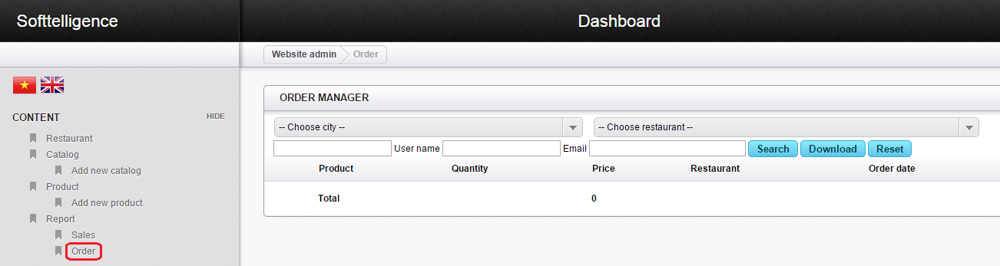 Softtelligence
Dashboard
Website admin Order
CONTENT HIDE
Restaurant
Catalog
Add new catalog
Product
Add new product
Report
Sales
Order
ORDER MANAGER
-- Choose city -- -- Choose restaurant --
User name Email Search Download Reset
Product Quantity Price Restaurant Order date
Total 0